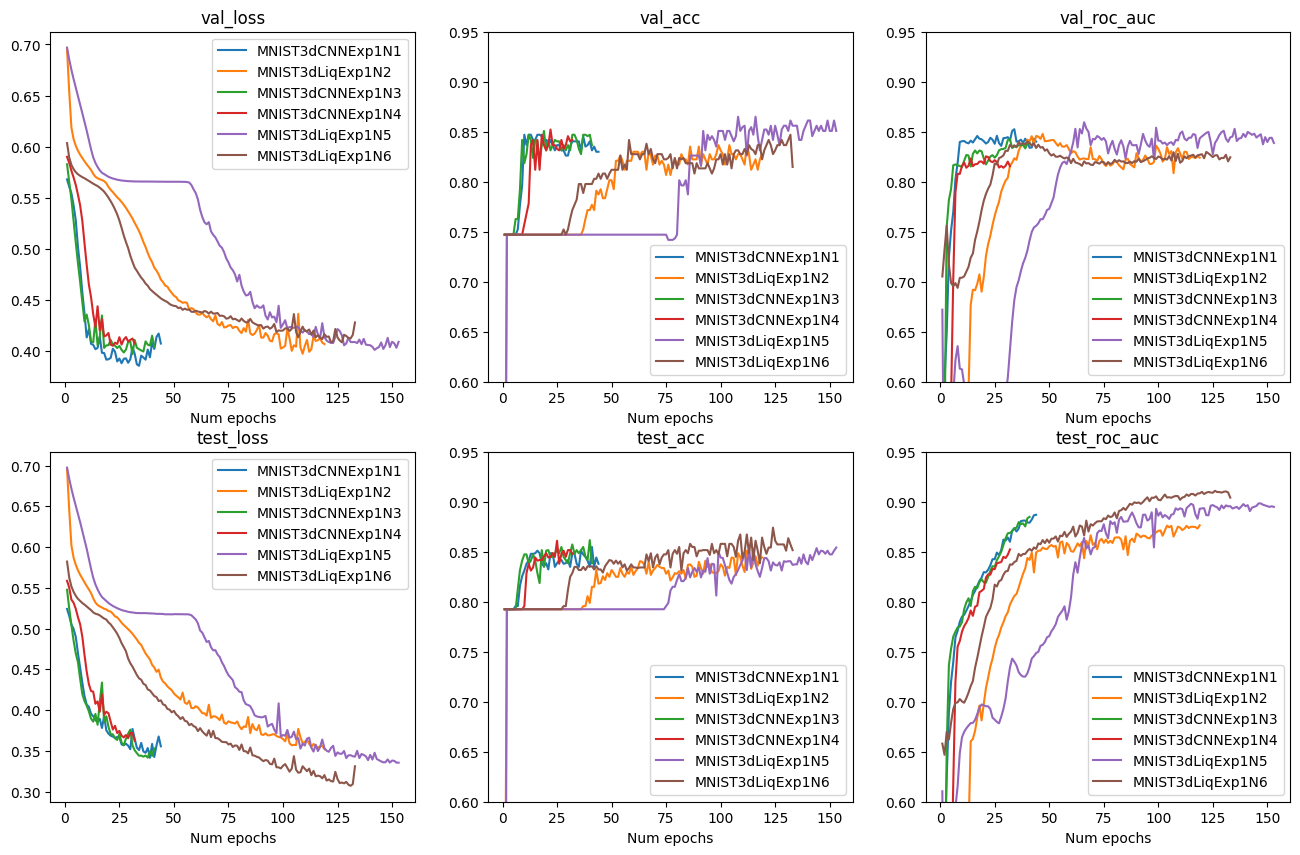 val_loss
0.70
0.65
0.60
0.55
0.50
0.45
0.40
MNIST3dCNNExp1N1
MNIST3dLiqExp1N2
MNIST3dCNNExp1N3
MNIST3dCNNExp1N4
MNIST3dLiqExp1N5
MNIST3dLiqExp1N6
0 25 50 75 100 125 150
Num epochs
val_acc
0.95
0.90
0.85
0.80
0.75
0.70
0.65
0.60
MNIST3dCNNExp1N1
MNIST3dLiqExp1N2
MNIST3dCNNExp1N3
MNIST3dCNNExp1N4
MNIST3dLiqExp1N5
MNIST3dLiqExp1N6
0 25 50 75 100 125 150
Num epochs
val_roc_auc
0.95
0.90
0.85
0.80
0.75
0.70
0.65
0.60
MNIST3dCNNExp1N1
MNIST3dLiqExp1N2
MNIST3dCNNExp1N3
MNIST3dCNNExp1N4
MNIST3dLiqExp1N5
MNIST3dLiqExp1N6
0 25 50 75 100 125 150
Num epochs
test_loss
0.70
0.65
0.60
0.55
0.50
0.45
0.40
0.35
0.30
MNIST3dCNNExp1N1
MNIST3dLiqExp1N2
MNIST3dCNNExp1N3
MNIST3dCNNExp1N4
MNIST3dLiqExp1N5
MNIST3dLiqExp1N6
0 25 50 75 100 125 150
Num epochs
test_acc
0.95
0.90
0.85
0.80
0.75
0.70
0.65
0.60
MNIST3dCNNExp1N1
MNIST3dLiqExp1N2
MNIST3dCNNExp1N3
MNIST3dCNNExp1N4
MNIST3dLiqExp1N5
MNIST3dLiqExp1N6
0 25 50 75 100 125 150
Num epochs
test_roc_auc
0.95
0.90
0.85
0.80
0.75
0.70
0.65
0.60
MNIST3dCNNExp1N1
MNIST3dLiqExp1N2
MNIST3dCNNExp1N3
MNIST3dCNNExp1N4
MNIST3dLiqExp1N5
MNIST3dLiqExp1N6
0 25 50 75 100 125 150
Num epochs